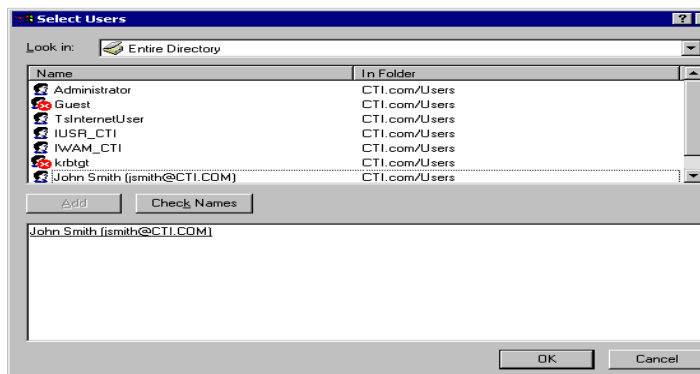 Select Users
Look in: Entire Directory
Name In Folder
Administrator CTI.com/Users
Guest CTI.com/Users
TsInternetUser CTI.com/Users
IUSR_CTI CTI.com/Users
IWAM_CTI CTI.com/Users
krbtgt CTI.com/Users
John Smith (jsmith@CTI.COM) CTI.com/Users
Add Check Names
John Smith (jsmith@CTI.COM)
OK Cancel